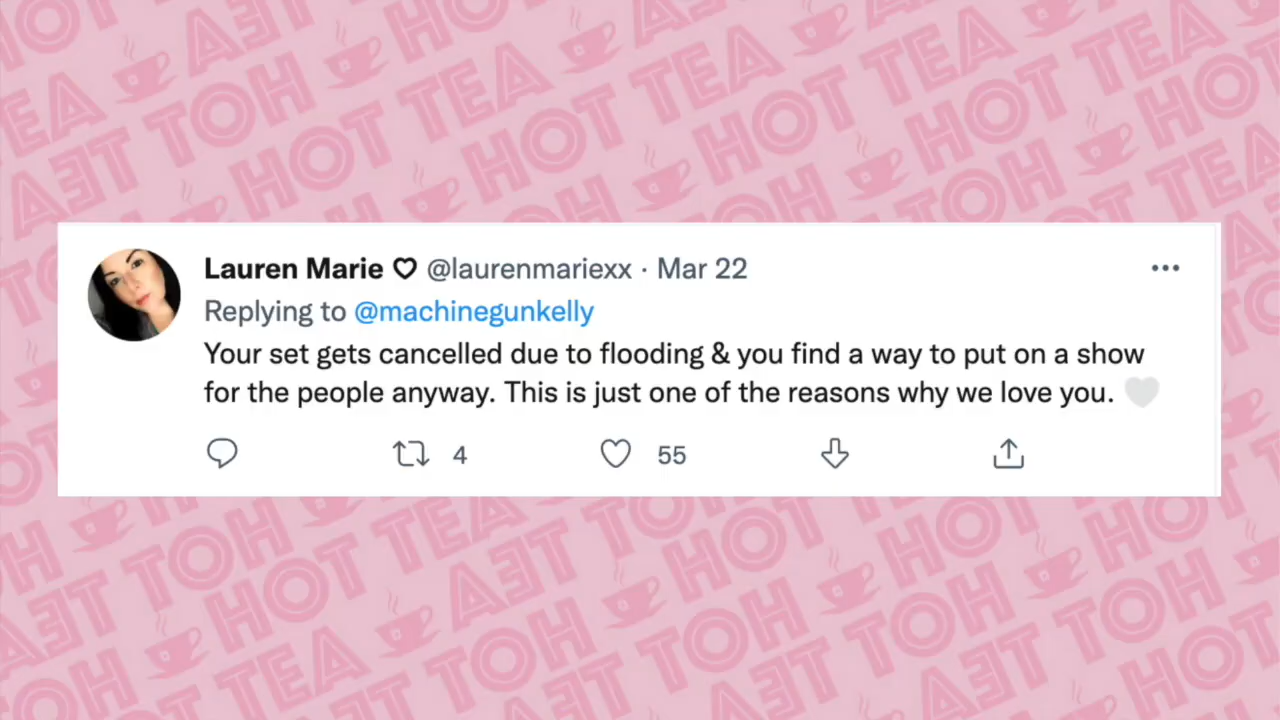 HOT TEA
Lauren Marie ♡ @laurenmariexx · Mar 22
Replying to @machinegunkelly
Your set gets cancelled due to flooding & you find a way to put on a show
for the people anyway. This is just one of the reasons why we love you. 🤍
4 55